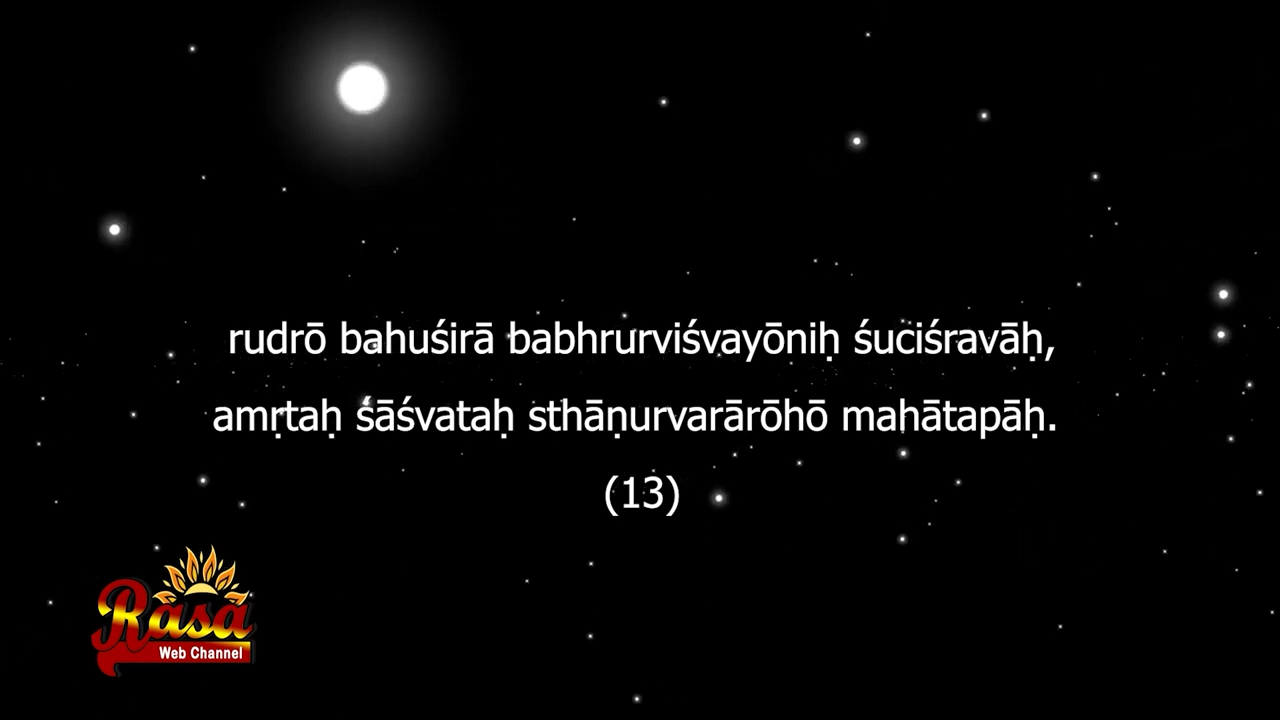 rudrō bahuśirā babhrurviśvayōniḥ śuciśravāḥ,
amṛtaḥ śāśvataḥ sthāṇurvarārōhō mahātapāḥ.
(13)
Rasa
Web Channel